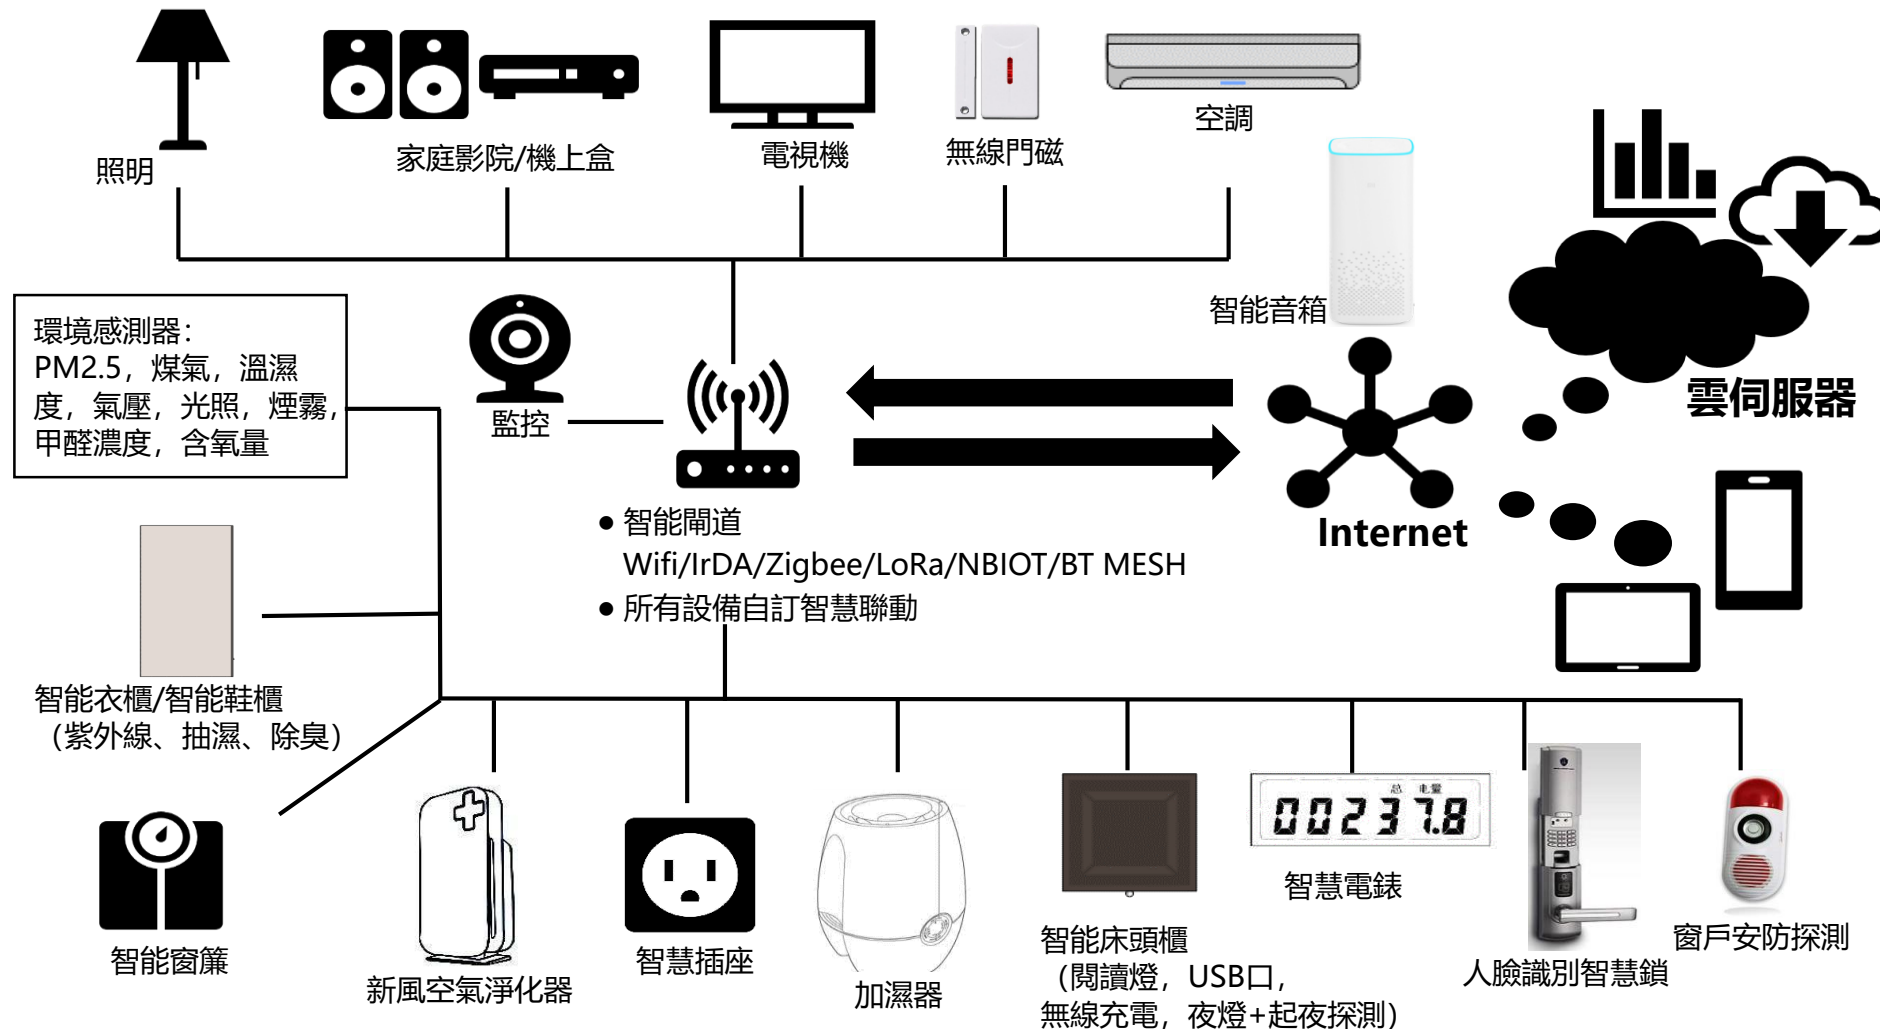 照明
家庭影院/機上盒
電視機
無線門磁
空調
智能音箱
環境感測器：
PM2.5，煤氣，溫濕
度，氣壓，光照，煙霧，
甲醛濃度，含氧量
監控
雲伺服器
● 智能閘道
Wifi/IrDA/Zigbee/LoRa/NBIOT/BT MESH
● 所有設備自訂智慧聯動
Internet
智能衣櫃/智能鞋櫃
（紫外線、抽濕、除臭）
智能窗簾
新風空氣淨化器
智慧插座
加濕器
智能床頭櫃
（閱讀燈，USB口，
無線充電，夜燈+起夜探測）
总 电量
00237.8
智慧電錶
人臉識別智慧鎖
窗戶安防探測